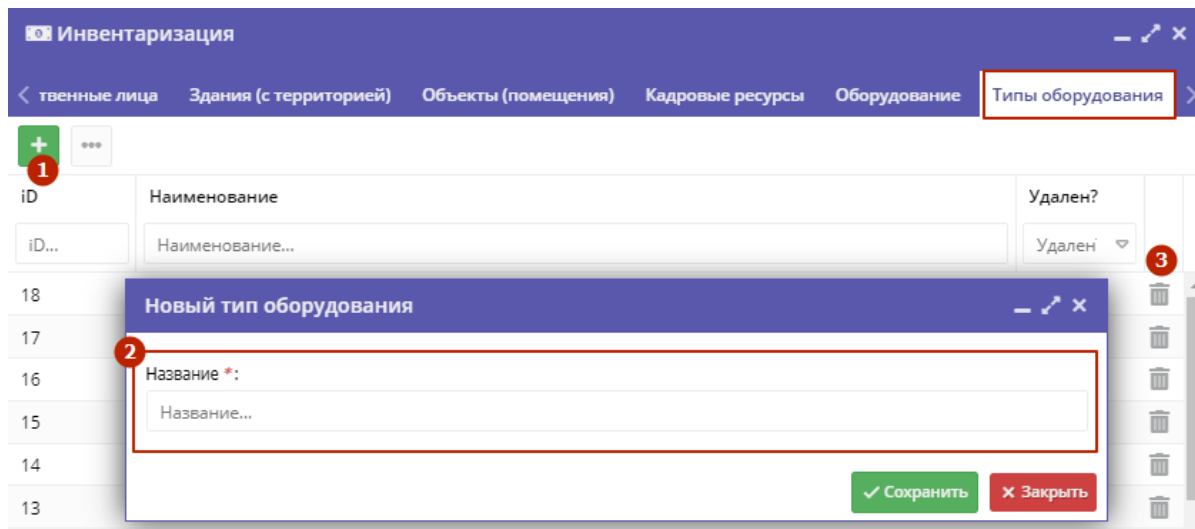 Инвентаризация
твенные лица Здания (с территорией) Объекты (помещения) Кадровые ресурсы Оборудование Типы оборудования
1
iD Наименование Удален?
iD... Наименование... Удален
3
18
Новый тип оборудования
17
2
Название *:
16
Название...
15
14
Сохранить Закрыть
13